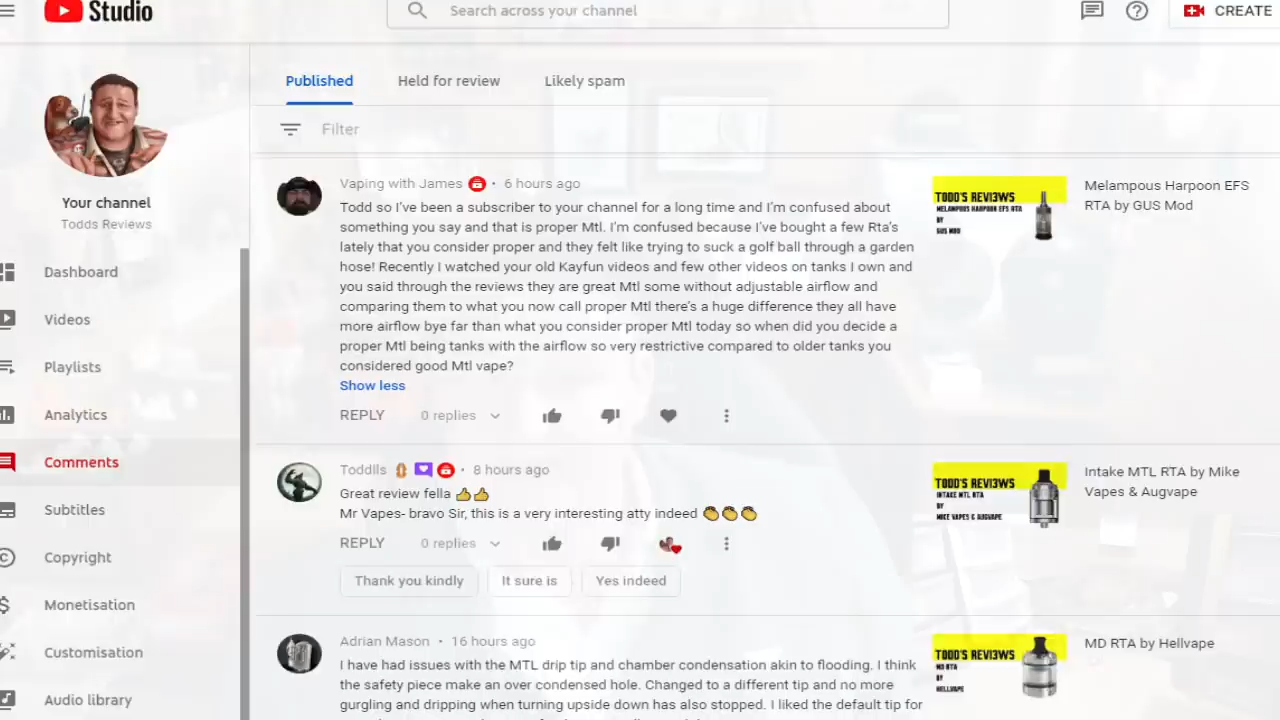 Studio
Search across your channel
CREATE
Your channel
Todds Reviews
Dashboard
Videos
Playlists
Analytics
Comments
Subtitles
Copyright
Monetisation
Customisation
Audio library
Published Held for review Likely spam
Filter
Vaping with James • 6 hours ago
Todd so I've been a subscriber to your channel for a long time and I'm confused about
something you say and that is proper Mtl. I'm confused because I've bought a few Rta's
lately that you consider proper and they felt like trying to suck a golf ball through a garden
hose! Recently I watched your old Kayfun videos and few other videos on tanks I own and
you said through the reviews they are great Mtl some without adjustable airflow and
comparing them to what you now call proper Mtl there's a huge difference they all have
more airflow bye far than what you consider proper Mtl today so when did you decide a
proper Mtl being tanks with the airflow so very restrictive compared to older tanks you
considered good Mtl vape?
Show less
REPLY 0 replies
TODD'S REVI3WS
MELAMPOUS HARPOON EFS RTA
BY
GUS MOD
Melampous Harpoon EFS
RTA by GUS Mod
Toddils • 8 hours ago
Great review fella 👍👍
Mr Vapes- bravo Sir, this is a very interesting atty indeed 👏👏👏
REPLY 0 replies
Thank you kindly It sure is Yes indeed
TODD'S REVI3WS
INTAKE MTL RTA
BY
MIKE VAPES & AUGVAPE
Intake MTL RTA by Mike
Vapes & Augvape
Adrian Mason • 16 hours ago
I have had issues with the MTL drip tip and chamber condensation akin to flooding. I think
the safety piece make an over condensed hole. Changed to a different tip and no more
gurgling and dripping when turning upside down has also stopped. I liked the default tip for
TODD'S REVI3WS
MD RTA
BY
HELLVAPE
MD RTA by Hellvape